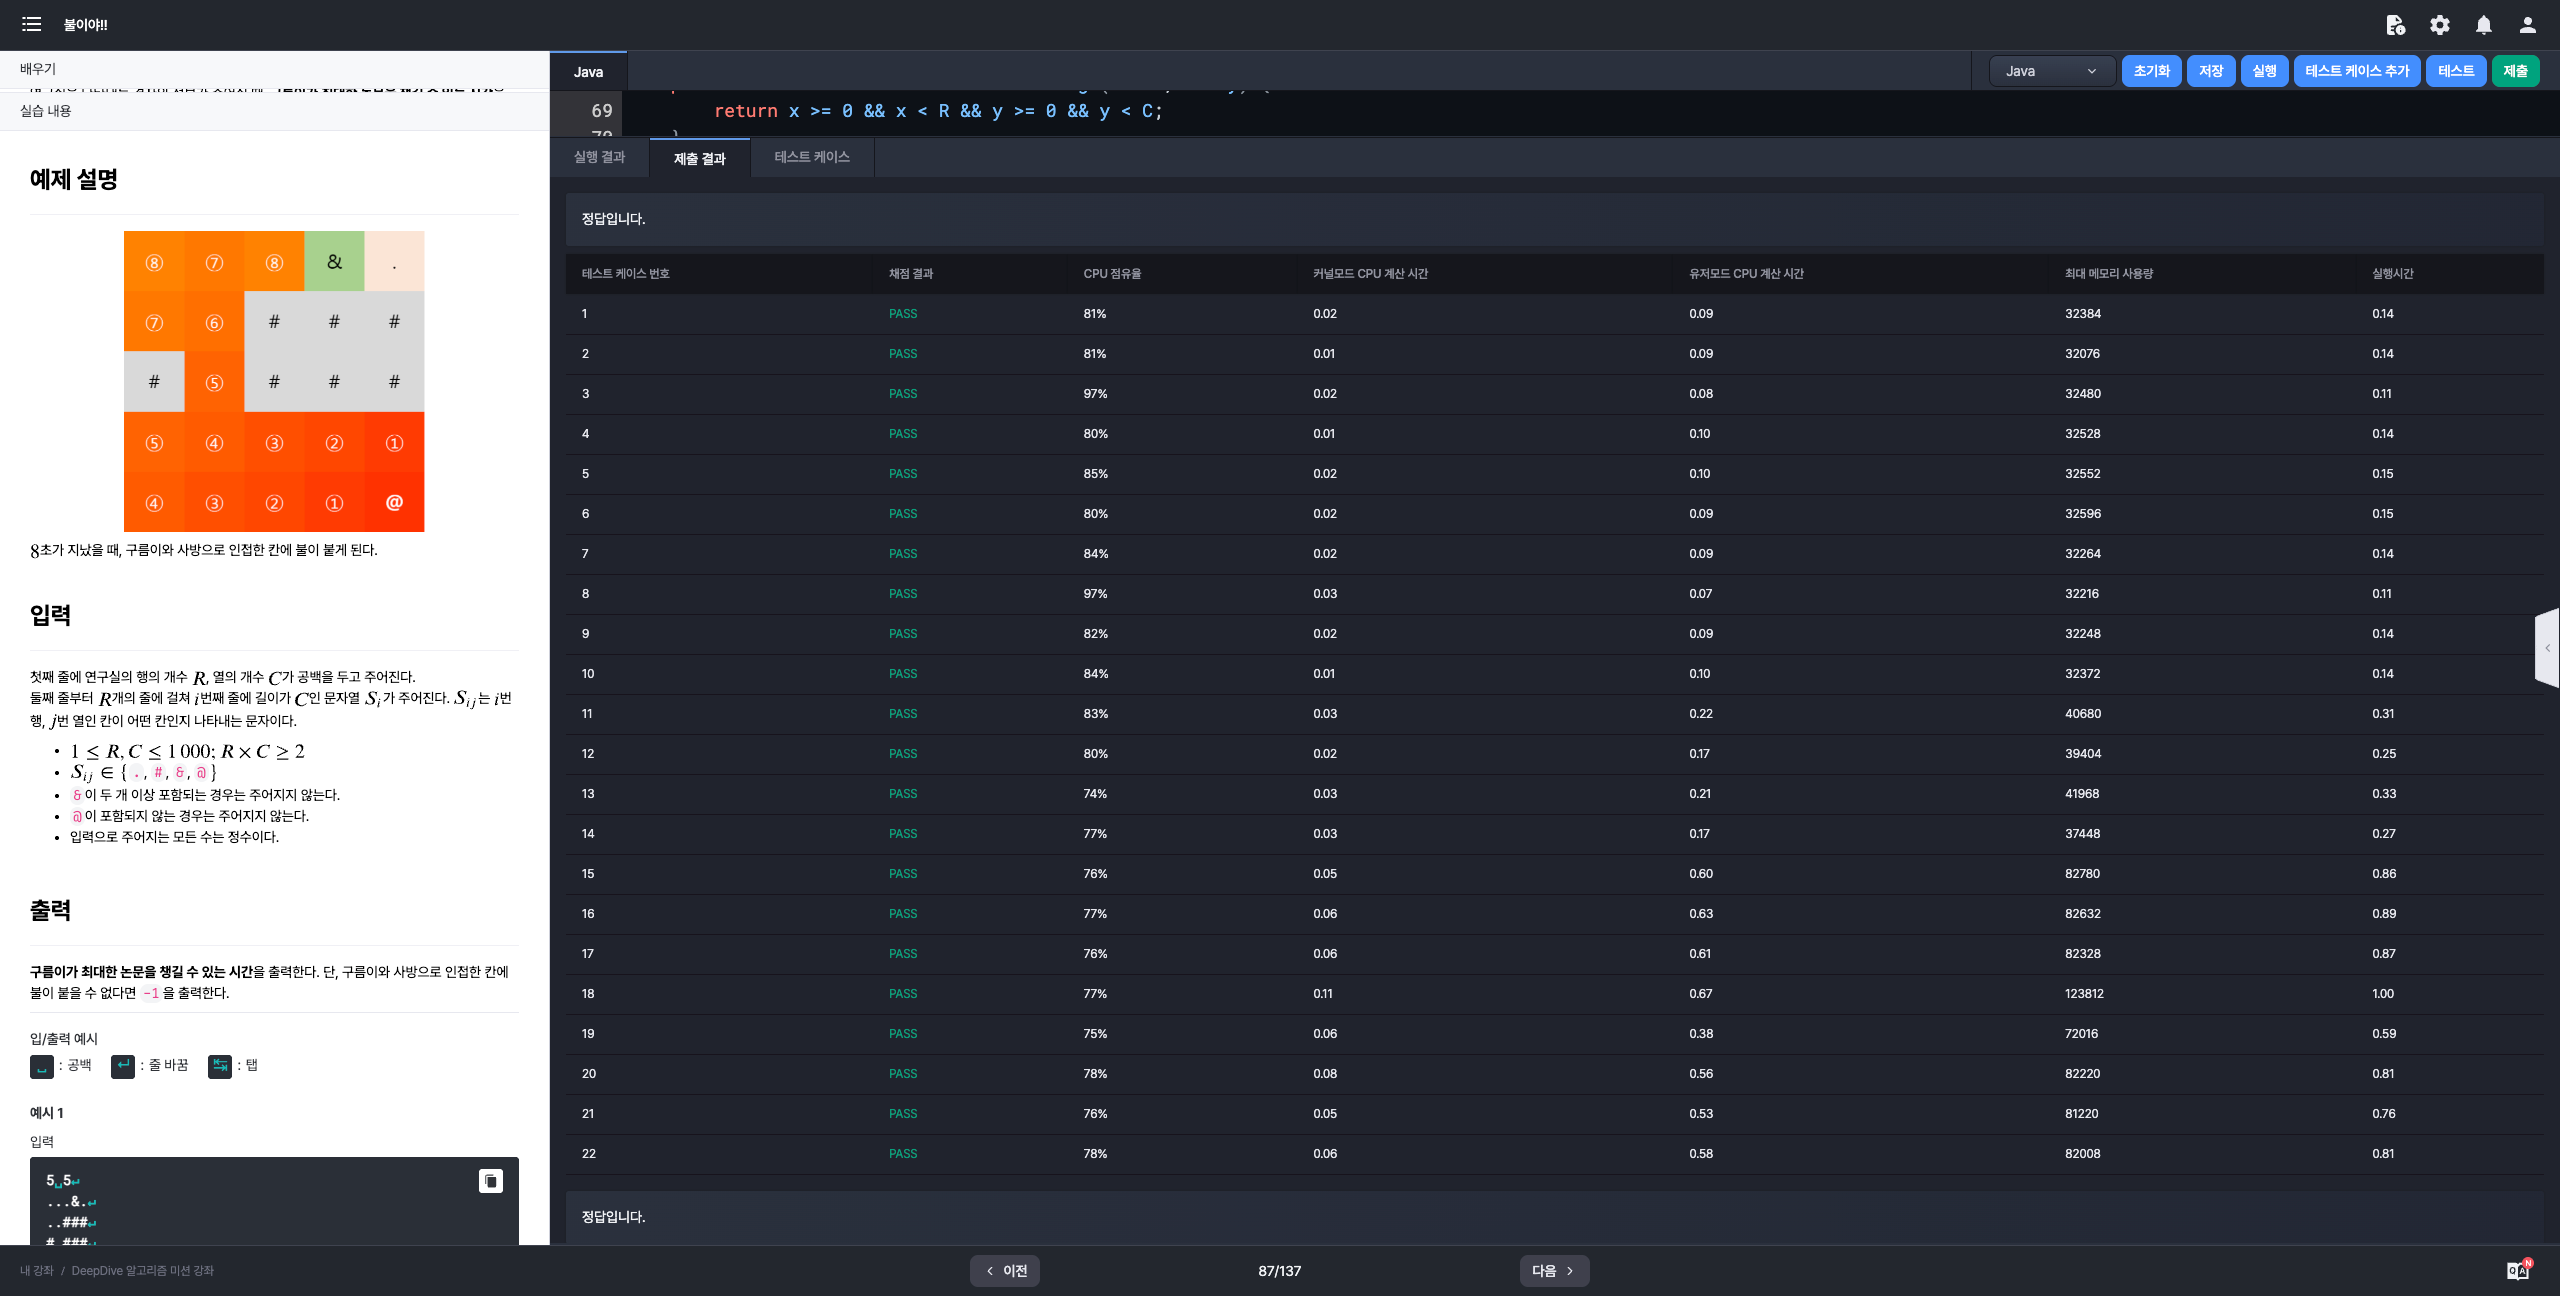 불이야!!
배우기
실습 내용
예제 설명
⑧ ⑦ ⑧ & .
⑦ ⑥ # # #
# ⑤ # # #
⑤ ④ ③ ② ①
④ ③ ② ① @
8초가 지났을 때, 구름이와 사방으로 인접한 칸에 불이 붙게 된다.
입력
첫째 줄에 연구실의 행의 개수 R, 열의 개수 C가 공백을 두고 주어진다.
둘째 줄부터 R개의 줄에 걸쳐 i번째 줄에 길이가 C인 문자열 S_i가 주어진다. S_ij는 i번
행, j번 열인 칸이 어떤 칸인지 나타내는 문자이다.
• 1 ≤ R, C ≤ 1 000; R × C ≥ 2
• S_ij ∈ {., #, &, @}
• &이 두 개 이상 포함되는 경우는 주어지지 않는다.
• @이 포함되지 않는 경우는 주어지지 않는다.
• 입력으로 주어지는 모든 수는 정수이다.
출력
구름이가 최대한 논문을 챙길 수 있는 시간을 출력한다. 단, 구름이와 사방으로 인접한 칸에
불이 붙을 수 없다면 -1을 출력한다.
입/출력 예시
␣ : 공백 ↵ : 줄 바꿈 ↹ : 탭
예시 1
입력
5␣5↵
...&.↵
..###↵
#.###↵
Java
Java 초기화 저장 실행 테스트 케이스 추가 테스트 제출
69 return x >= 0 && x < R && y >= 0 && y < C;
70 }
실행 결과 제출 결과 테스트 케이스
정답입니다.
테스트 케이스 번호 채점 결과 CPU 점유율 커널모드 CPU 계산 시간 유저모드 CPU 계산 시간 최대 메모리 사용량 실행시간
1 PASS 81% 0.02 0.09 32384 0.14
2 PASS 81% 0.01 0.09 32076 0.14
3 PASS 97% 0.02 0.08 32480 0.11
4 PASS 80% 0.01 0.10 32528 0.14
5 PASS 85% 0.02 0.10 32552 0.15
6 PASS 80% 0.02 0.09 32596 0.15
7 PASS 84% 0.02 0.09 32264 0.14
8 PASS 97% 0.03 0.07 32216 0.11
9 PASS 82% 0.02 0.09 32248 0.14
10 PASS 84% 0.01 0.10 32372 0.14
11 PASS 83% 0.03 0.22 40680 0.31
12 PASS 80% 0.02 0.17 39404 0.25
13 PASS 74% 0.03 0.21 41968 0.33
14 PASS 77% 0.03 0.17 37448 0.27
15 PASS 76% 0.05 0.60 82780 0.86
16 PASS 77% 0.06 0.63 82632 0.89
17 PASS 76% 0.06 0.61 82328 0.87
18 PASS 77% 0.11 0.67 123812 1.00
19 PASS 75% 0.06 0.38 72016 0.59
20 PASS 78% 0.08 0.56 82220 0.81
21 PASS 76% 0.05 0.53 81220 0.76
22 PASS 78% 0.06 0.58 82008 0.81
정답입니다.
내 강좌 / DeepDive 알고리즘 미션 강좌
이전 87/137 다음
QA N